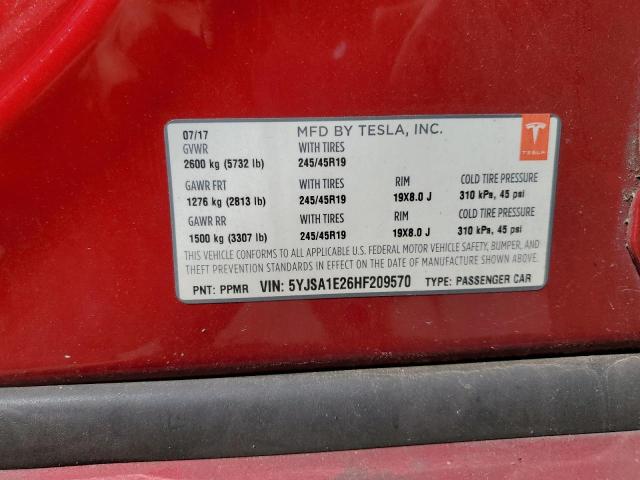 07/17 MFD BY TESLA, INC.
GVWR WITH TIRES
2600 kg (5732 lb) 245/45R19
TESLA
GAWR FRT WITH TIRES RIM COLD TIRE PRESSURE
1276 kg (2813 lb) 245/45R19 19X8.0 J 310 kPa, 45 psi
GAWR RR WITH TIRES RIM COLD TIRE PRESSURE
1500 kg (3307 lb) 245/45R19 19X8.0 J 310 kPa, 45 psi
THIS VEHICLE CONFORMS TO ALL APPLICABLE U.S. FEDERAL MOTOR VEHICLE SAFETY, BUMPER, AND
THEFT PREVENTION STANDARDS IN EFFECT ON THE DATE OF MANUFACTURE SHOWN ABOVE.
PNT: PPMR VIN: 5YJSA1E26HF209570 TYPE: PASSENGER CAR